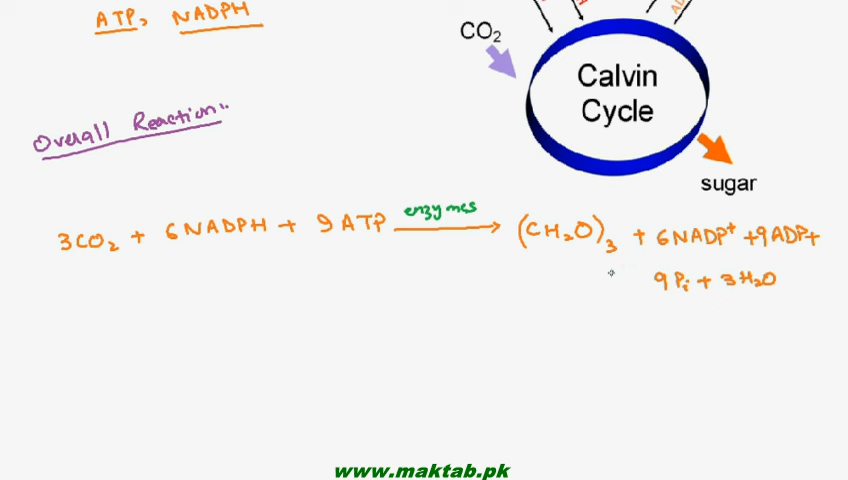 ATP, NADPH
CO2
Calvin
Cycle
sugar
Overall Reaction:
3CO2 + 6NADPH + 9ATP enzymes → (CH2O)3 + 6NADP+ + 9ADP +
9Pi + 3H2O
www.maktab.pk